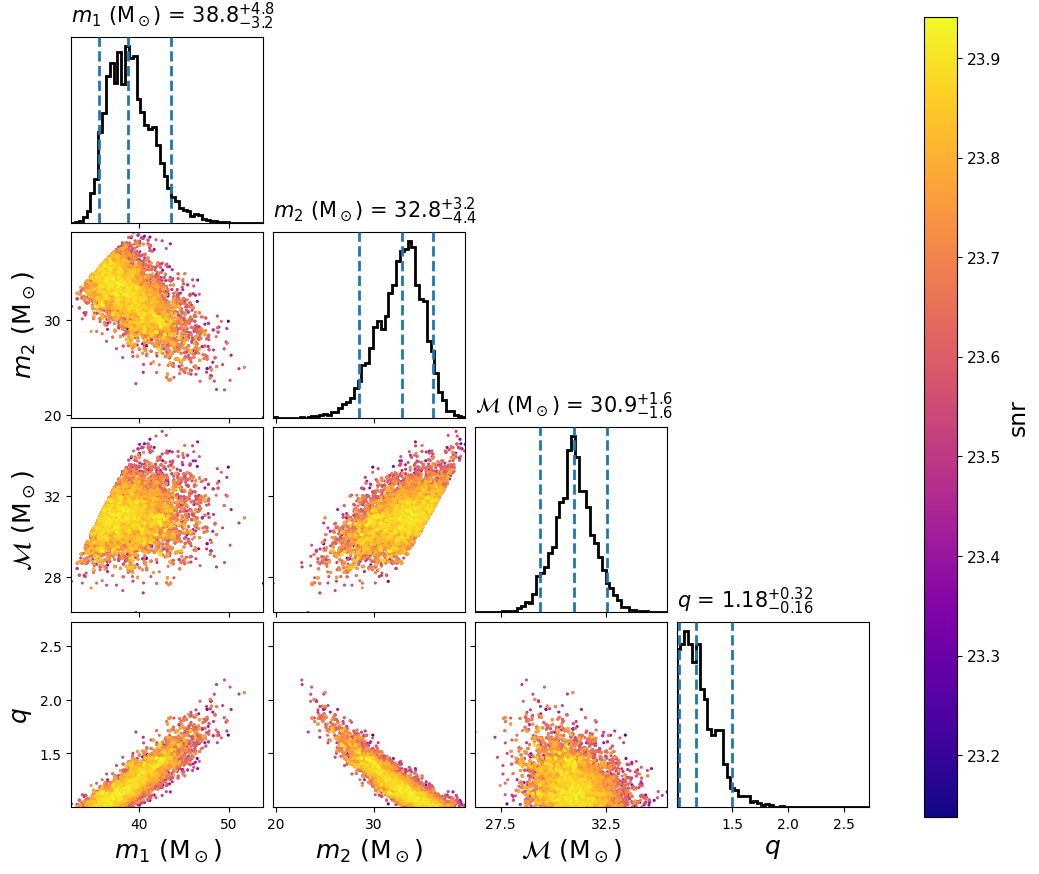 m₁ (M⊙) = 38.8+4.8−3.2
m₂ (M⊙) = 32.8+3.2−4.4
ℳ (M⊙) = 30.9+1.6−1.6
q = 1.18+0.32−0.16
m₂ (M⊙)
30
20
ℳ (M⊙)
32
28
q
2.5
2.0
1.5
40
50
m₁ (M⊙)
20
30
m₂ (M⊙)
27.5
32.5
ℳ (M⊙)
1.5
2.0
2.5
q
23.9
23.8
23.7
23.6
23.5
23.4
23.3
23.2
snr